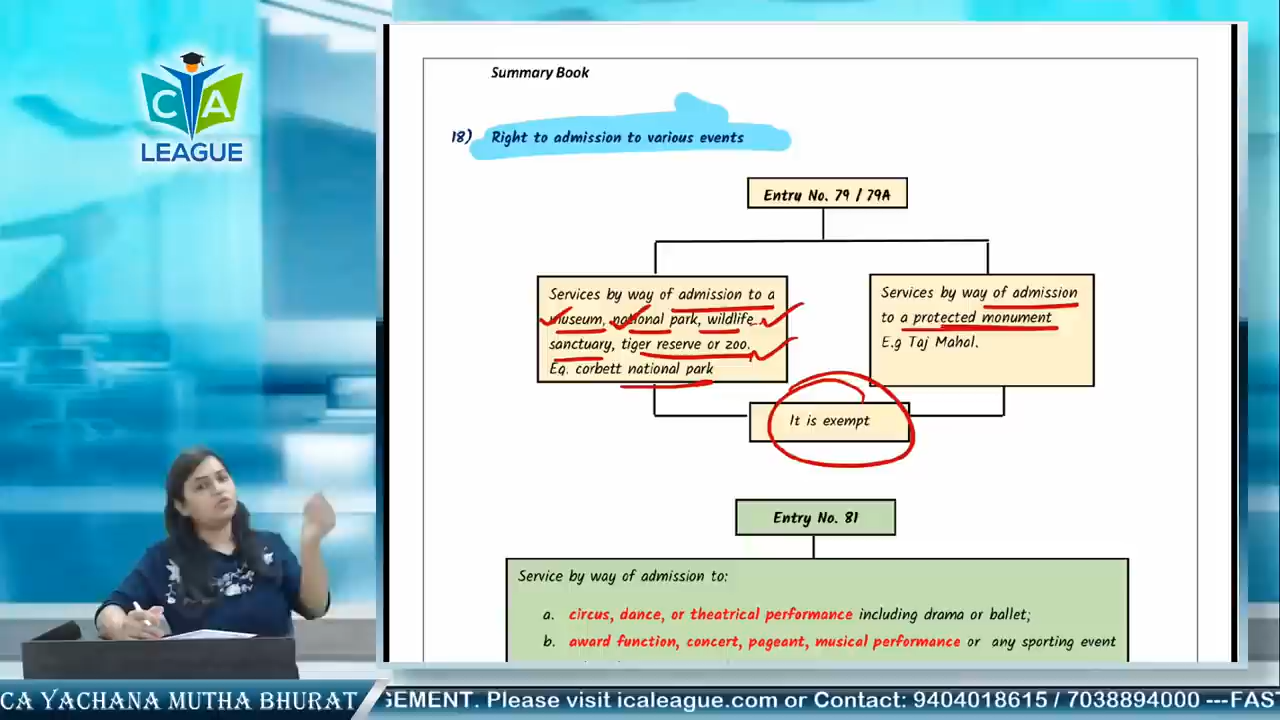 CA
LEAGUE
Summary Book
18) Right to admission to various events
Entry No. 79 / 79A
Services by way of admission to a
museum, national park, wildlife
sanctuary, tiger reserve or zoo.
Eg. corbett national park
Services by way of admission
to a protected monument
E.g Taj Mahal.
It is exempt
Entry No. 81
Service by way of admission to:
a. circus, dance, or theatrical performance including drama or ballet;
b. award function, concert, pageant, musical performance or any sporting event
CA YACHANA MUTHA BHURAT
GEMENT. Please visit icaleague.com or Contact: 9404018615 / 7038894000 ---FAS